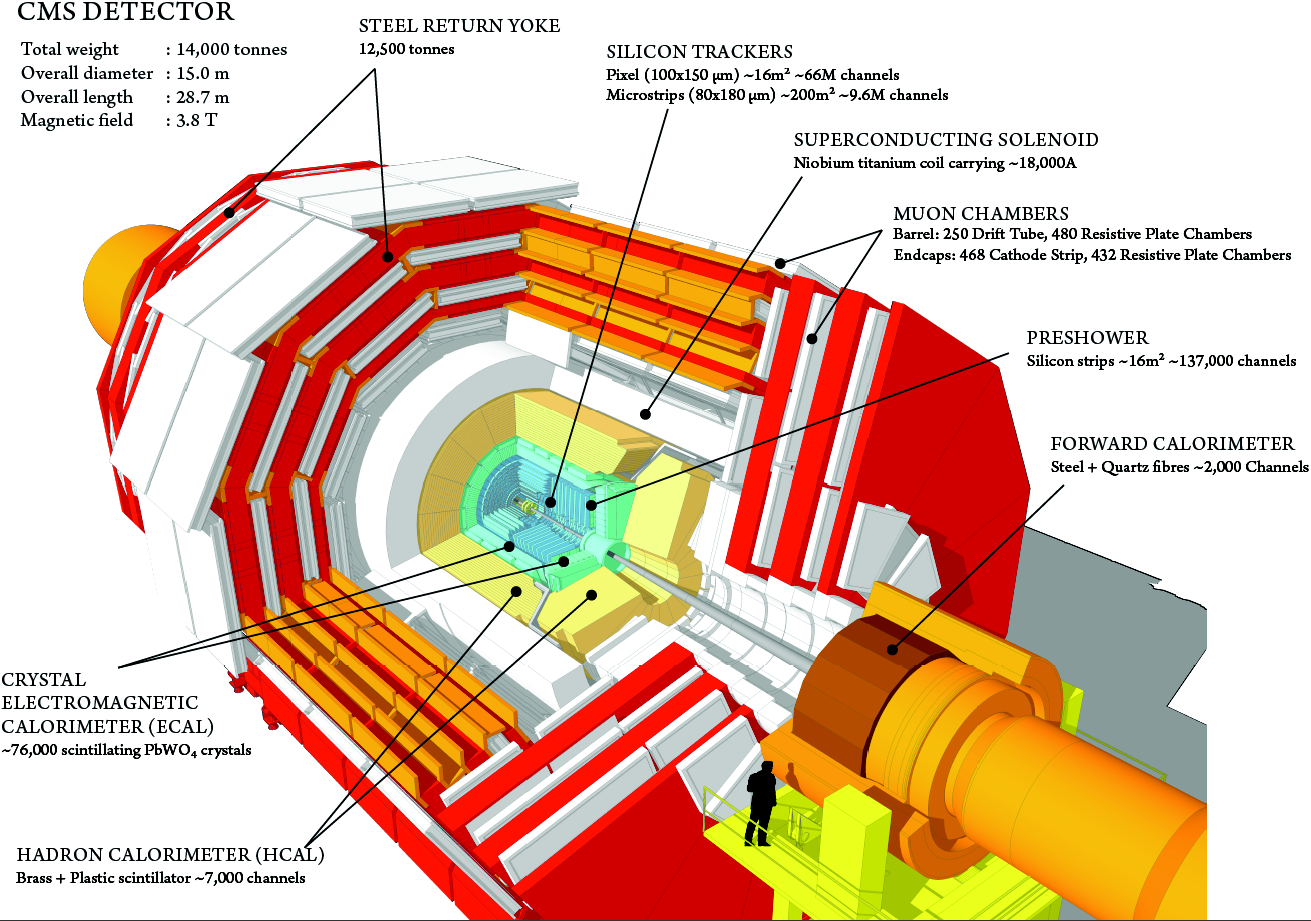 CMS DETECTOR
Total weight : 14,000 tonnes
Overall diameter : 15.0 m
Overall length : 28.7 m
Magnetic field : 3.8 T
STEEL RETURN YOKE
12,500 tonnes
SILICON TRACKERS
Pixel (100x150 μm) ~16m² ~66M channels
Microstrips (80x180 μm) ~200m² ~9.6M channels
SUPERCONDUCTING SOLENOID
Niobium titanium coil carrying ~18,000A
MUON CHAMBERS
Barrel: 250 Drift Tube, 480 Resistive Plate Chambers
Endcaps: 468 Cathode Strip, 432 Resistive Plate Chambers
PRESHOWER
Silicon strips ~16m² ~137,000 channels
FORWARD CALORIMETER
Steel + Quartz fibres ~2,000 Channels
CRYSTAL
ELECTROMAGNETIC
CALORIMETER (ECAL)
~76,000 scintillating PbWO₄ crystals
HADRON CALORIMETER (HCAL)
Brass + Plastic scintillator ~7,000 channels